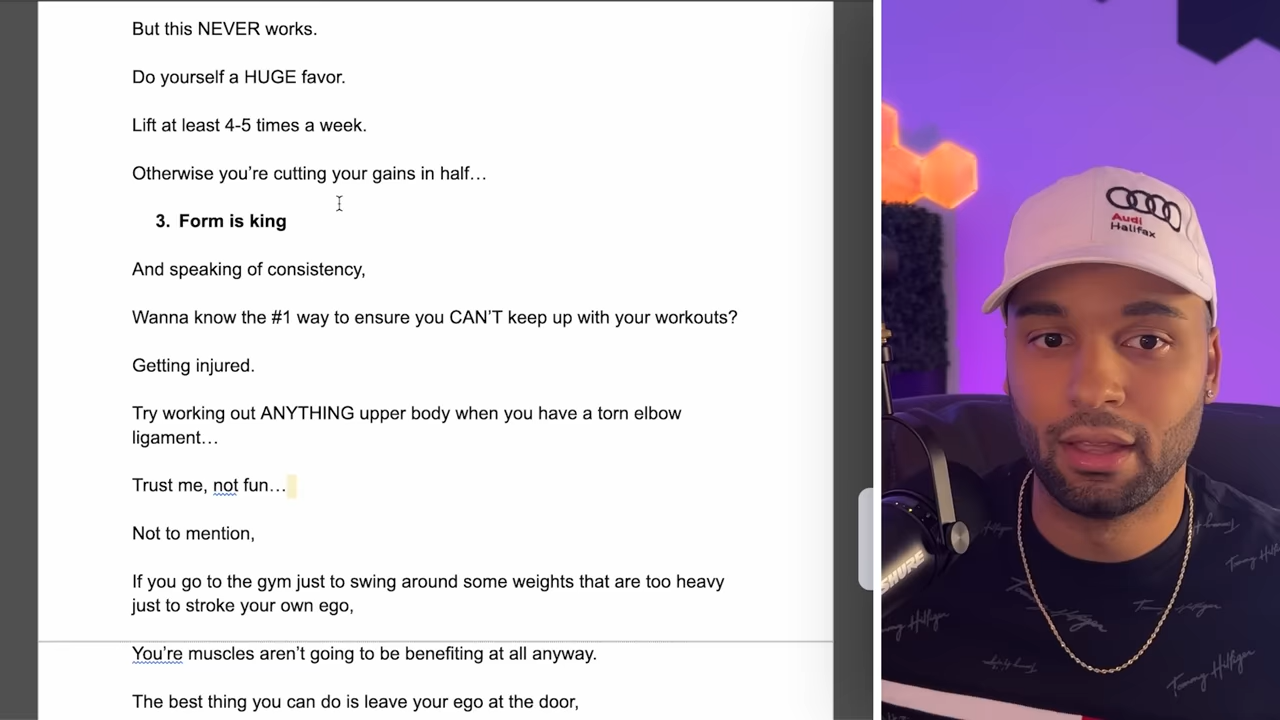 But this NEVER works.
Do yourself a HUGE favor.
Lift at least 4-5 times a week.
Otherwise you’re cutting your gains in half…
3. Form is king
And speaking of consistency,
Wanna know the #1 way to ensure you CAN’T keep up with your workouts?
Getting injured.
Try working out ANYTHING upper body when you have a torn elbow
ligament…
Trust me, not fun…
Not to mention,
If you go to the gym just to swing around some weights that are too heavy
just to stroke your own ego,
You’re muscles aren’t going to be benefiting at all anyway.
The best thing you can do is leave your ego at the door,
Audi
Halifax
SHURE
Tommy Hilfiger